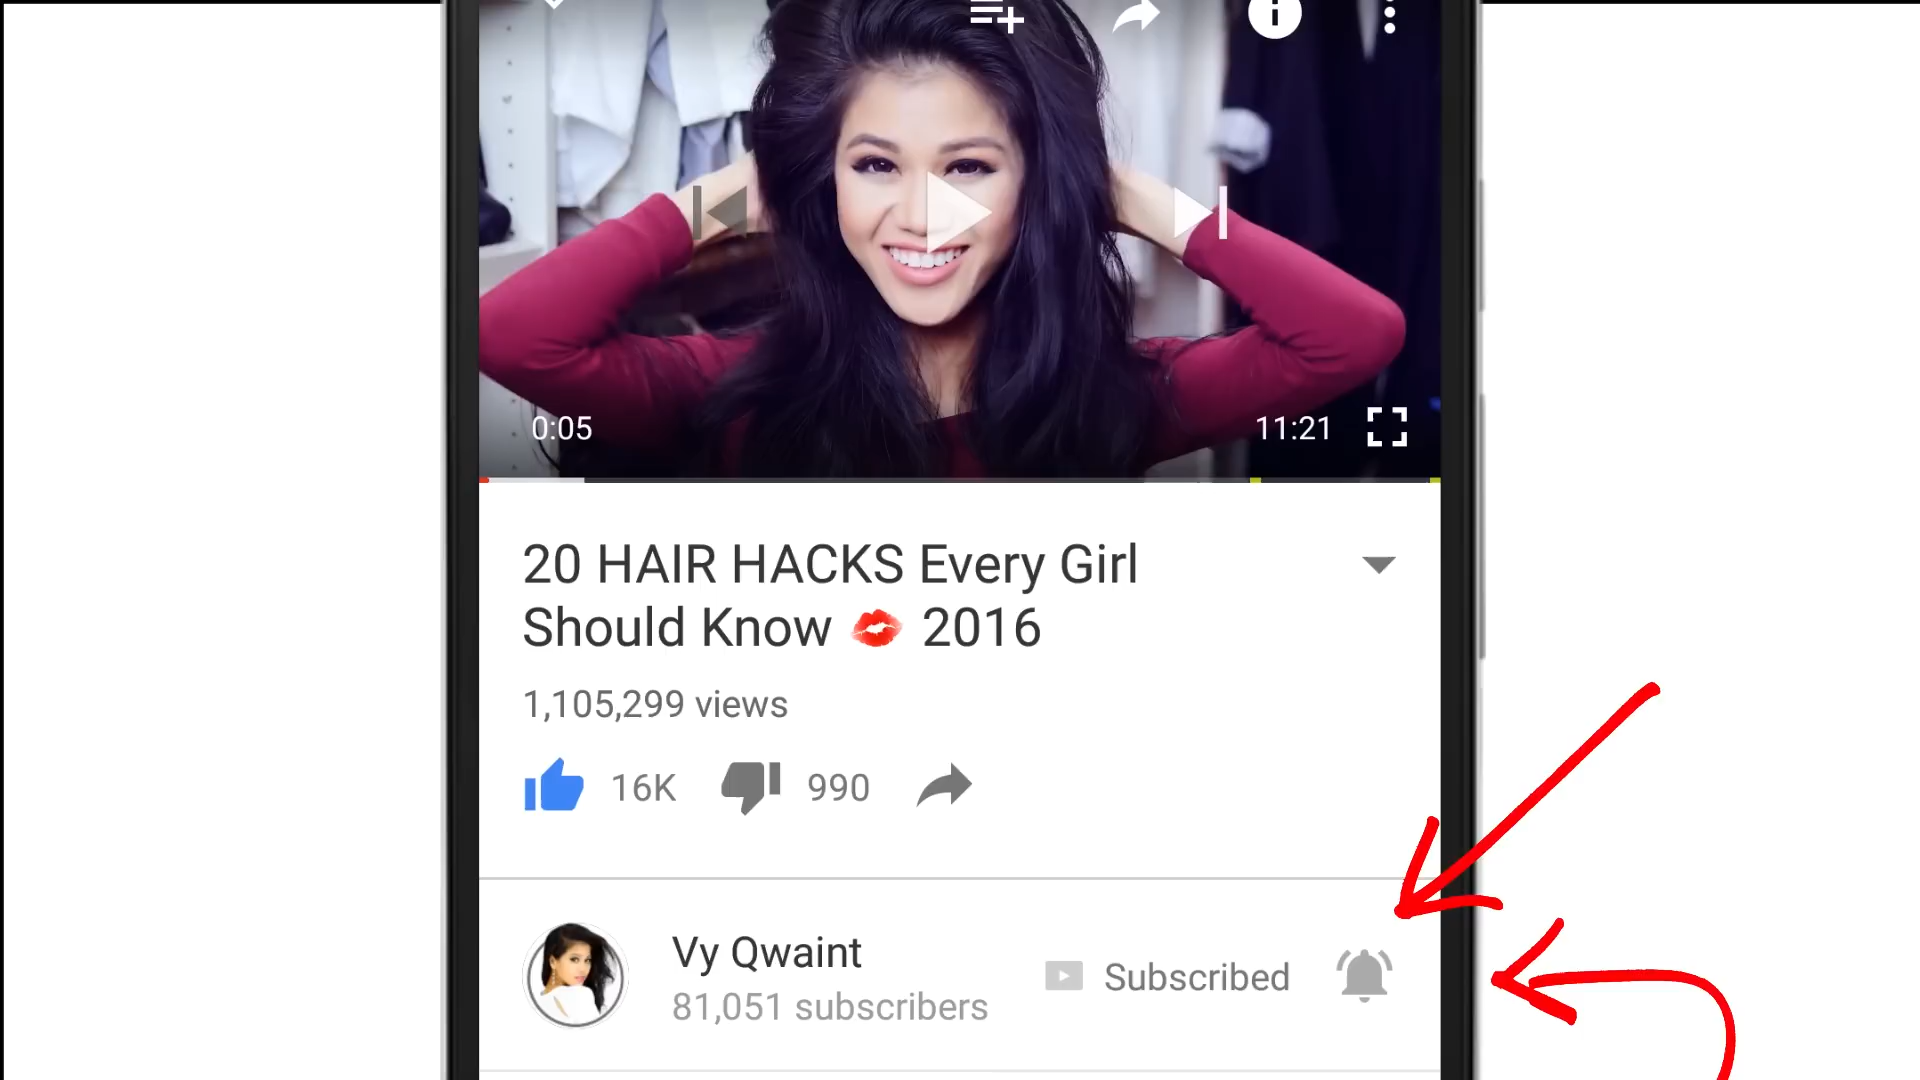 0:05
11:21
20 HAIR HACKS Every Girl
Should Know 💋 2016
1,105,299 views
16K
990
Vy Qwaint
Subscribed
81,051 subscribers